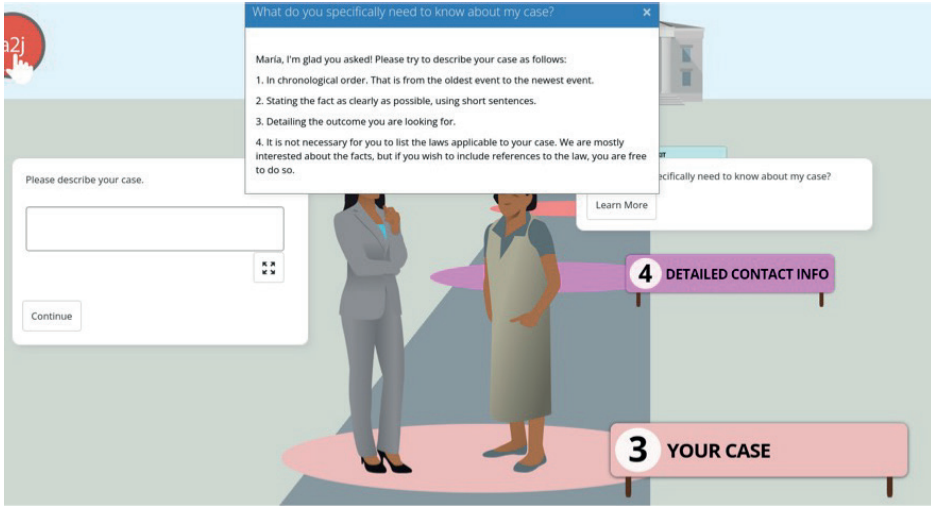 What do you specifically need to know about my case?
×
a2j
María, I'm glad you asked! Please try to describe your case as follows:
1. In chronological order. That is from the oldest event to the newest event.
2. Stating the fact as clearly as possible, using short sentences.
3. Detailing the outcome you are looking for.
4. It is not necessary for you to list the laws applicable to your case. We are mostly
interested about the facts, but if you wish to include references to the law, you are free
to do so.
Please describe your case.
Continue
need to know about my case?
Learn More
4 DETAILED CONTACT INFO
3 YOUR CASE